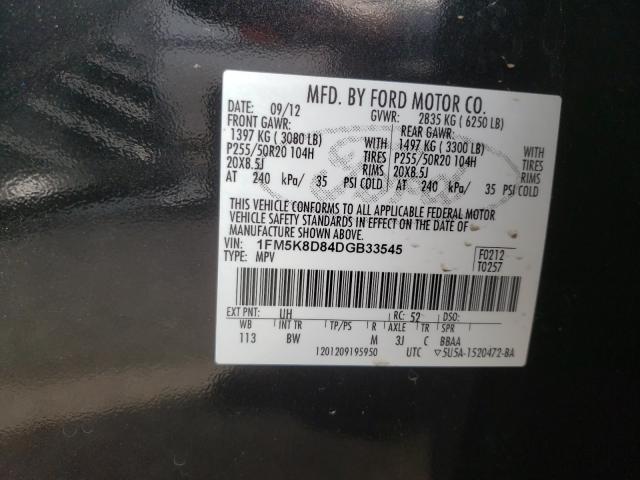 MFD. BY FORD MOTOR CO.
DATE: 09/12 GVWR: 2835 KG ( 6250 LB)
FRONT GAWR: REAR GAWR:
1397 KG ( 3080 LB) WITH 1497 KG ( 3300 LB) WITH
P255/50R20 104H TIRES P255/50R20 104H TIRES
20X8.5J RIMS 20X8.5J RIMS
AT 240 kPa/ 35 PSI COLD AT 240 kPa/ 35 PSI COLD
THIS VEHICLE CONFORMS TO ALL APPLICABLE FEDERAL MOTOR
VEHICLE SAFETY STANDARDS IN EFFECT ON THE DATE OF
MANUFACTURE SHOWN ABOVE.
VIN: 1FM5K8D84DGB33545 F0212
TYPE: MPV T0257
EXT PNT: UH RC: 52 DSO:
WB INT TR TP/PS R AXLE TR SPR
113 BW M 3J C BBAA
1201209195950 UTC ▽5U5A-1520472-BA